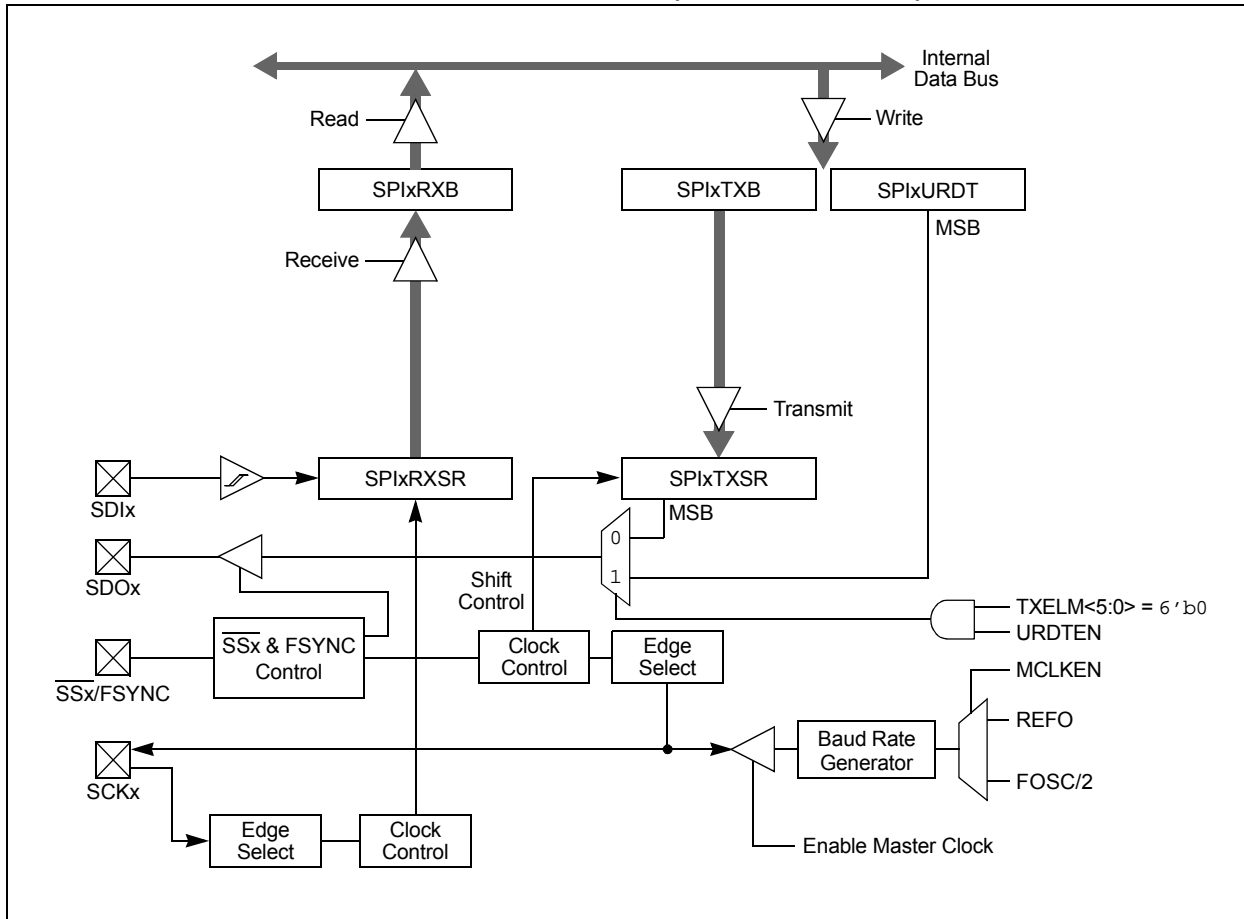 Internal
Data Bus
Read
Write
SPIxRXB
SPIxTXB
SPIxURDT
MSB
Receive
Transmit
SPIxRXSR
SPIxTXSR
SDIx
MSB
0
SDOx
1
Shift
Control
TXELM<5:0> = 6'b0
URDTEN
SSx & FSYNC
Control
Clock
Control
Edge
Select
SSx/FSYNC
MCLKEN
REFO
Baud Rate
Generator
FOSC/2
SCKx
Edge
Select
Clock
Control
Enable Master Clock